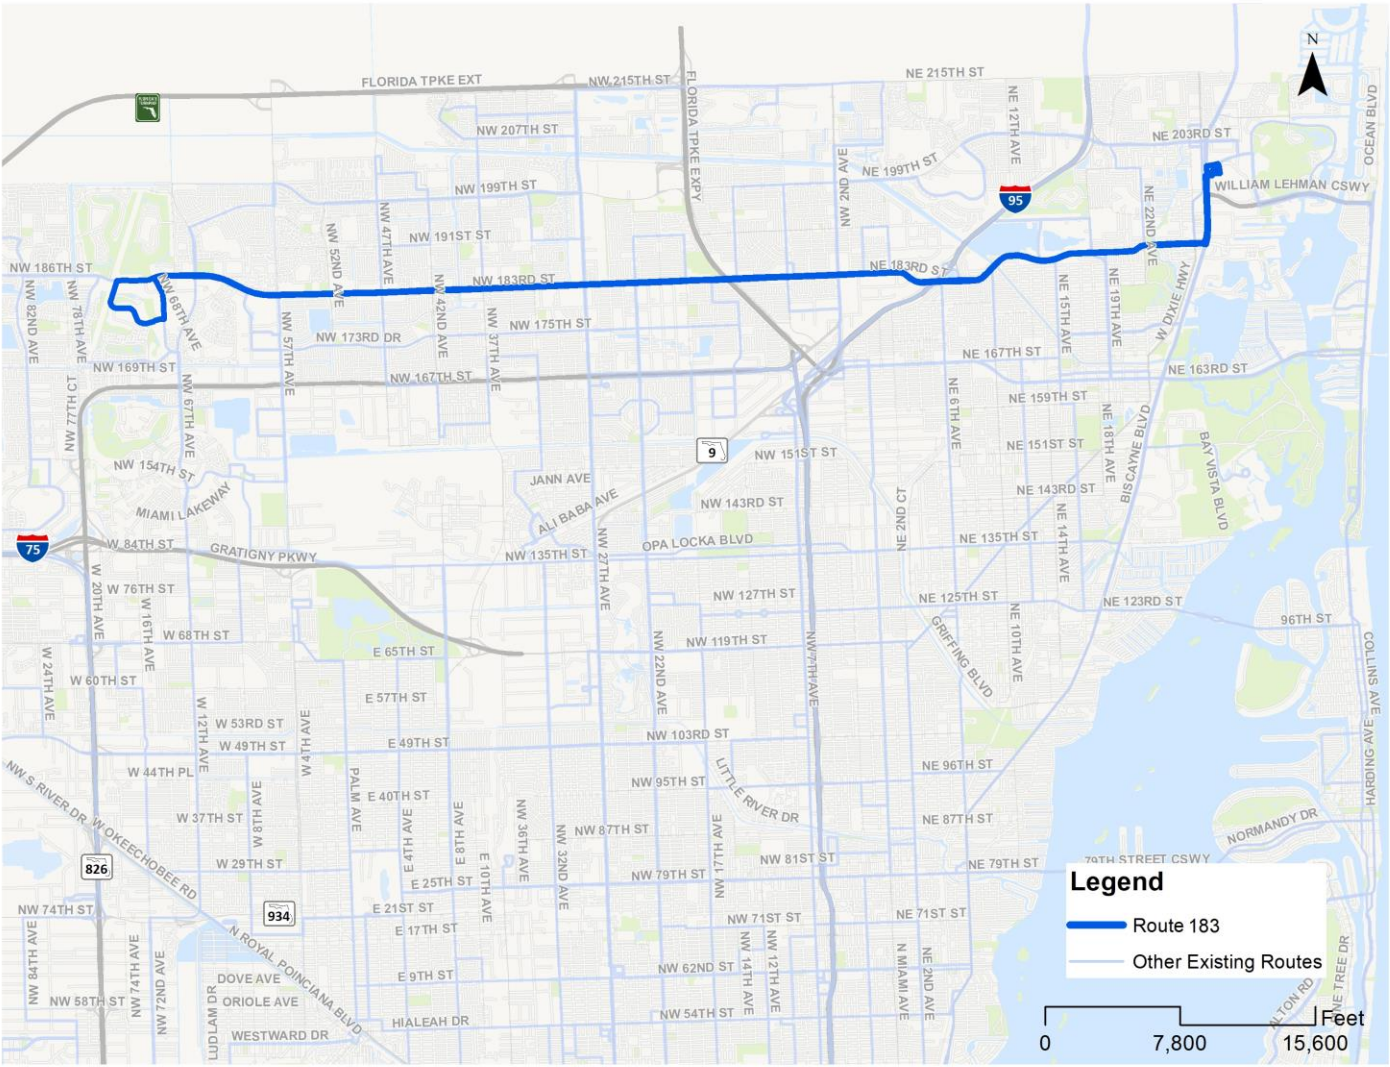 N
FLORIDA TPKE EXT
NW 215TH ST
NE 215TH ST
FLORIDA TPKE EXPY
NE 12TH AVE
OCEAN BLVD
NW 207TH ST
NE 203RD ST
NW 2ND AVE
NE 199TH ST
NW 199TH ST
95
WILLIAM LEHMAN CSWY
NE 22ND AVE
NW 47TH AVE
NW 52ND AVE
NW 191ST ST
NW 186TH ST
NW 183RD ST
NE 183RD ST
NW 82ND AVE
NW 78TH AVE
NW 68TH AVE
NW 57TH AVE
NW 42ND AVE
NW 37TH AVE
NW 175TH ST
NW 173RD DR
NE 15TH AVE
NE 19TH AVE
W DIXIE HWY
NW 169TH ST
NW 167TH ST
NE 167TH ST
NE 163RD ST
NW 77TH CT
NW 67TH AVE
NE 6TH AVE
NE 159TH ST
NE 18TH AVE
BISCAYNE BLVD
BAY VISTA BLVD
NW 154TH ST
9
NW 151ST ST
NE 151ST ST
MIAMI LAKEWAY
JANN AVE
ALI BABA AVE
NW 143RD ST
NE 143RD ST
NE 2ND CT
NE 14TH AVE
75
W 84TH ST
GRATIGNY PKWY
NW 135TH ST
OPA LOCKA BLVD
NE 135TH ST
NW 27TH AVE
W 20TH AVE
W 76TH ST
W 16TH AVE
NW 127TH ST
NE 125TH ST
NE 123RD ST
NE 10TH AVE
96TH ST
GRIFFING BLVD
W 68TH ST
E 65TH ST
NW 119TH ST
NW 22ND AVE
NW 7TH AVE
COLLINS AVE
W 24TH AVE
W 60TH ST
E 57TH ST
W 12TH AVE
W 53RD ST
W 4TH AVE
W 49TH ST
E 49TH ST
NW 103RD ST
HARDING AVE
NW S RIVER DR
W 44TH PL
PALM AVE
NW 95TH ST
LITTLE RIVER DR
NE 96TH ST
W 8TH AVE
E 40TH ST
E 4TH AVE
E 8TH AVE
NW 36TH AVE
NW 32ND AVE
W 37TH ST
NW 87TH ST
NW 17TH AVE
NE 87TH ST
NORMANDY DR
W OKEECHOBEE RD
826
W 29TH ST
E 25TH ST
E 10TH AVE
NW 81ST ST
NW 79TH ST
NE 79TH ST
79TH STREET CSWY
NW 74TH ST
934
E 21ST ST
E 17TH ST
NW 71ST ST
NE 71ST ST
NW 84TH AVE
NW 74TH AVE
NW 72ND AVE
N ROYAL POINCIANA BLVD
NW 14TH AVE
NW 12TH AVE
N MIAMI AVE
NE 2ND AVE
DOVE AVE
E 9TH ST
NW 62ND ST
NW 58TH ST
ORIOLE AVE
LUDLAM DR
HIALEAH DR
NW 54TH ST
WESTWARD DR
ALTON RD
NE TREE DR
Legend
Route 183
Other Existing Routes
Feet
0
7,800
15,600